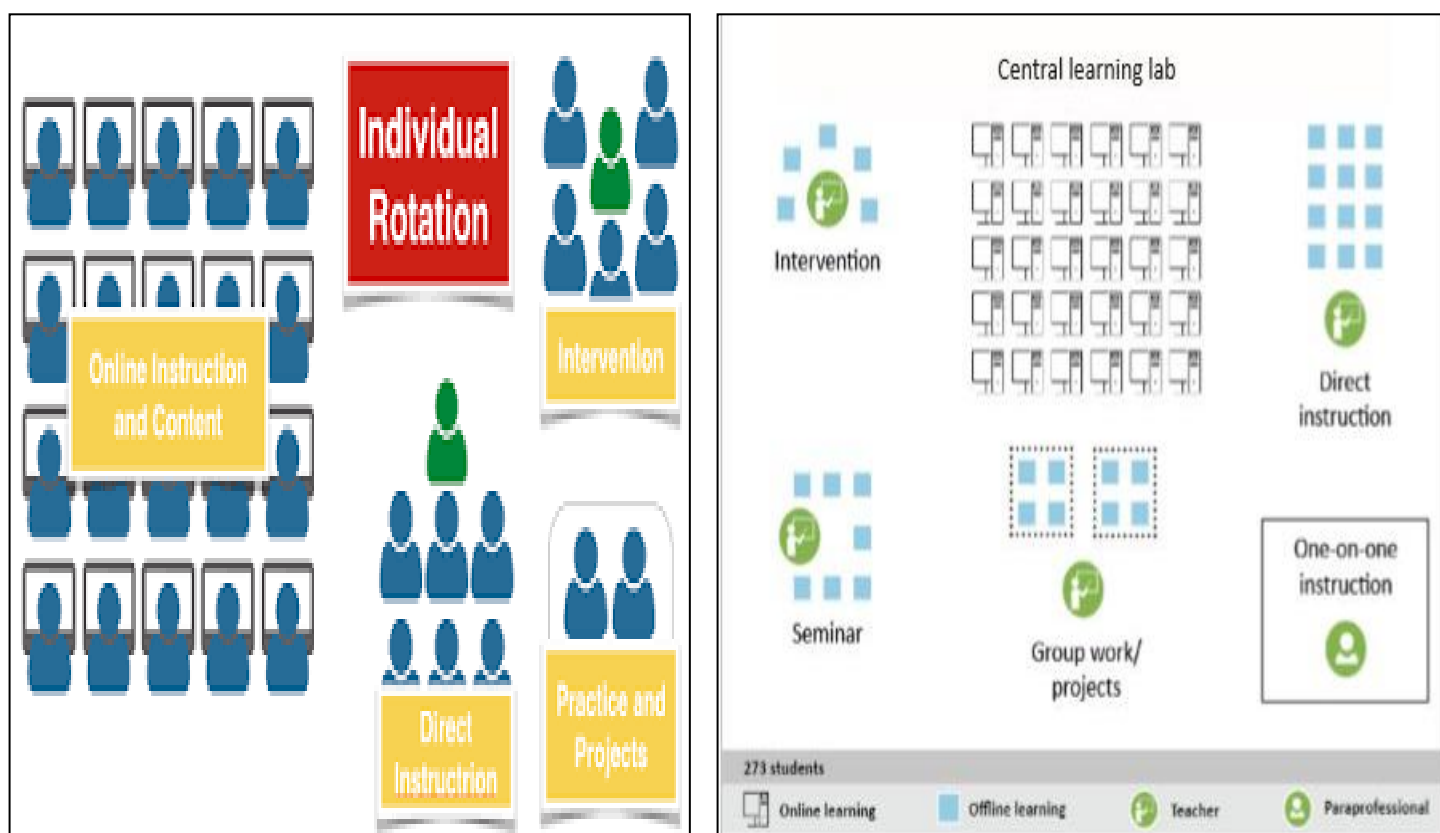 Individual
Rotation
Online Instruction
and Content
Intervention
Direct
Instructrion
Practice and
Projects
Central learning lab
Intervention
Direct
instruction
Seminar
Group work/
projects
One-on-one
instruction
273 students
Online learning
Offline learning
Teacher
Paraprofessional